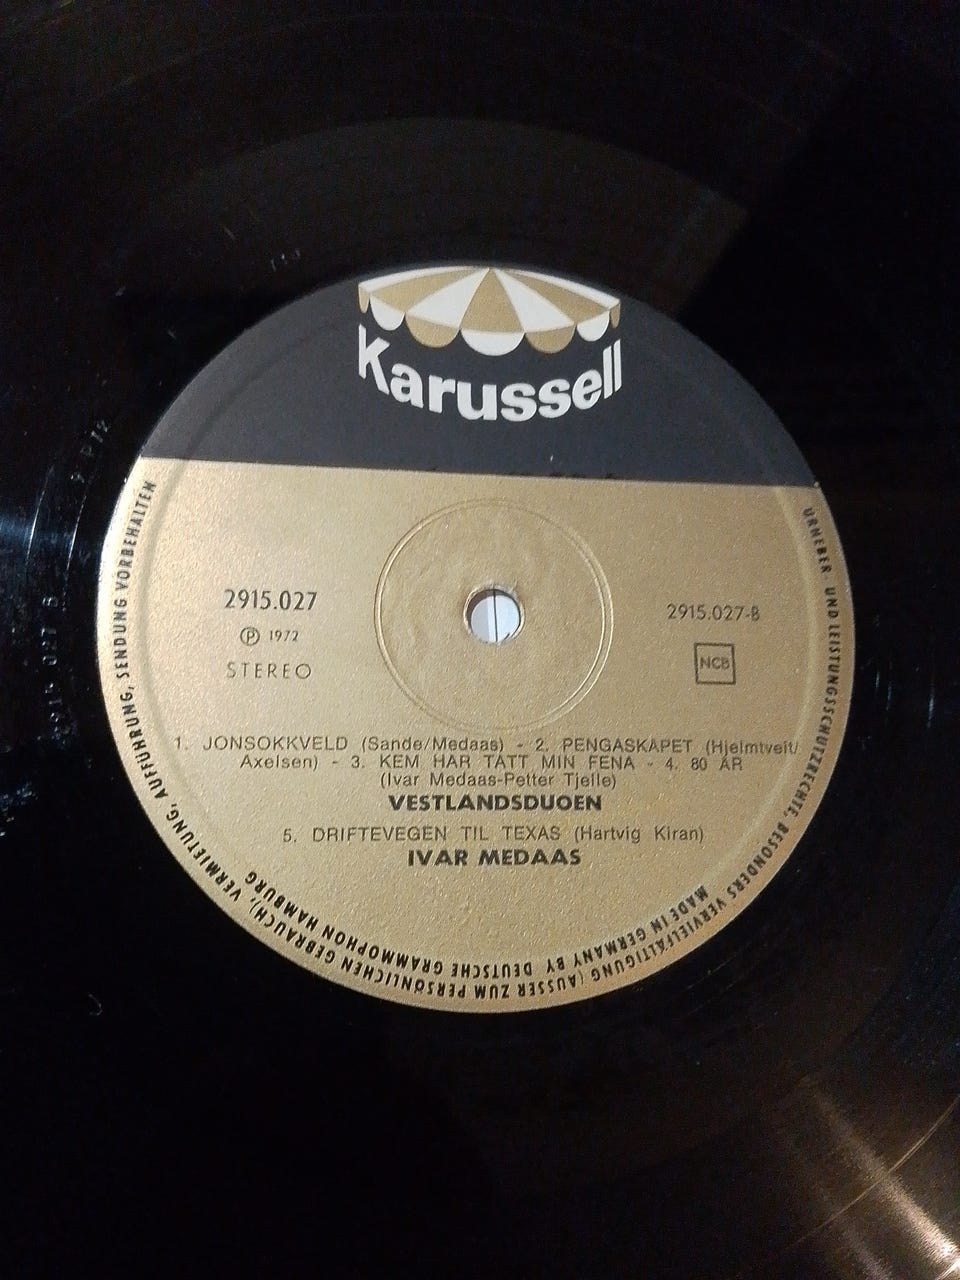 Karussell
2915.027
Ⓟ 1972
STEREO
2915.027-B
NCB
1. JONSOKKVELD (Sande/Medaas) - 2. PENGASKAPET (Hjelmtveit/
Axelsen) - 3. KEM HAR TATT MIN FENA - 4. 80 ÅR
(Ivar Medaas-Petter Tjelle)
VESTLANDSDUOEN
5. DRIFTEVEGEN TIL TEXAS (Hartvig Kiran)
IVAR MEDAAS
URHEBER- UND LEISTUNGSSCHUTZRECHTE, BESONDERS VERVIELFÄLTIGUNG (AUSSER ZUM PERSÖNLICHEN GEBRAUCH), VERMIETUNG, AUFFÜHRUNG, SENDUNG VORBEHALTEN
MADE IN GERMANY BY DEUTSCHE GRAMMOPHON HAMBURG